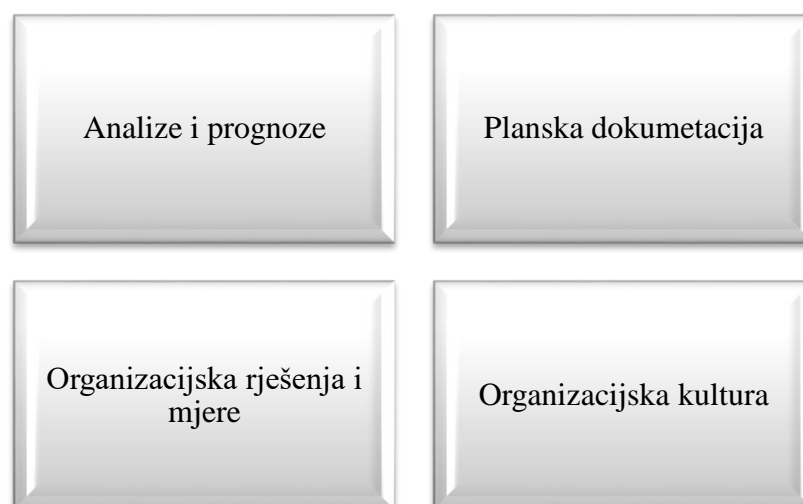 Analize i prognoze
Planska dokumetacija
Organizacijska rješenja i
mjere
Organizacijska kultura